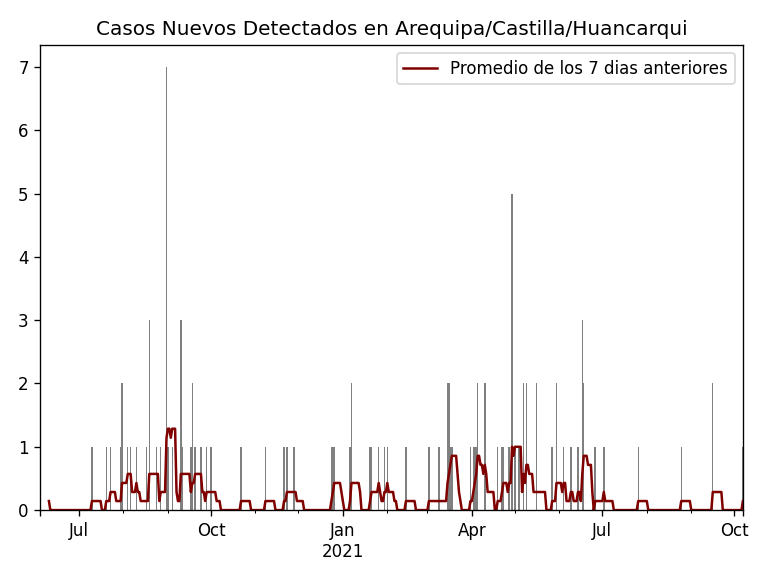 Casos Nuevos Detectados en Arequipa/Castilla/Huancarqui
Promedio de los 7 dias anteriores
7
6
5
4
3
2
1
0
Jul
Oct
Jan
2021
Apr
Jul
Oct